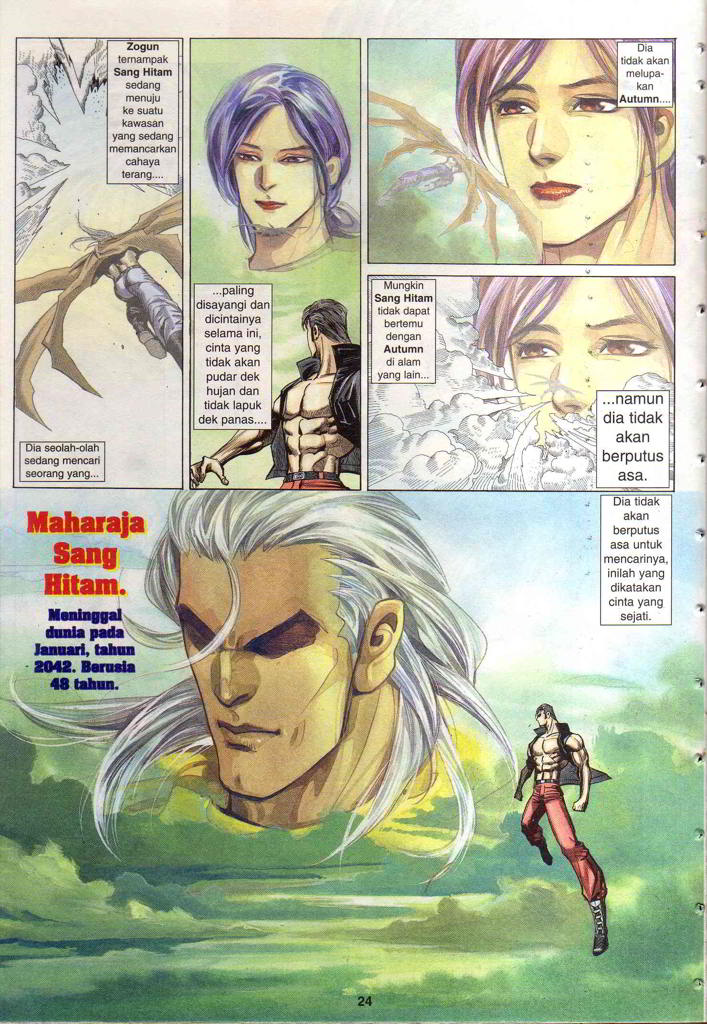 Zogun
ternampak
Sang Hitam
sedang
menuju
ke suatu
kawasan
yang sedang
memancarkan
cahaya
terang....
Dia seolah-olah
sedang mencari
seorang yang...
...paling
disayangi dan
dicintainya
selama ini,
cinta yang
tidak akan
pudar dek
hujan dan
tidak lapuk
dek panas....
Dia
tidak akan
melupa-
kan
Autumn....
Mungkin
Sang Hitam
tidak dapat
bertemu
dengan
Autumn
di alam
yang lain...
...namun
dia tidak
akan
berputus
asa.
Dia tidak
akan
berputus
asa untuk
mencarinya,
inilah yang
dikatakan
cinta yang
sejati.
Maharaja
Sang
Hitam.
Meninggal
dunia pada
Januari, tahun
2042. Berusia
48 tahun.
24